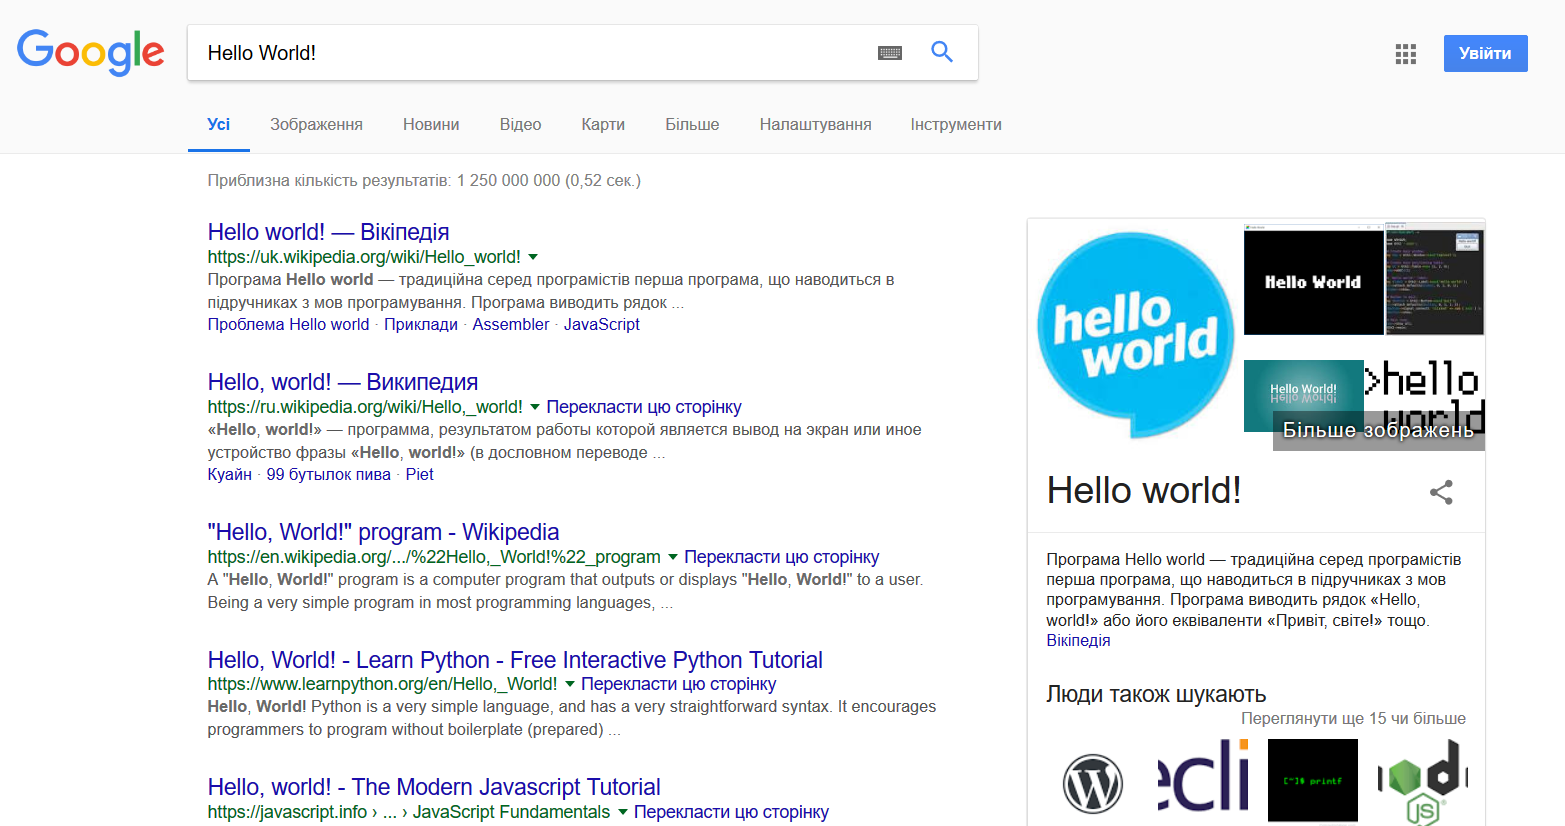 Google
Hello World!
Увійти
Усі Зображення Новини Відео Карти Більше Налаштування Інструменти
Приблизна кількість результатів: 1 250 000 000 (0,52 сек.)
Hello world! — Вікіпедія
https://uk.wikipedia.org/wiki/Hello_world!
Програма Hello world — традиційна серед програмістів перша програма, що наводиться в
підручниках з мов програмування. Програма виводить рядок ...
Проблема Hello world · Приклади · Assembler · JavaScript
Hello, world! — Википедия
https://ru.wikipedia.org/wiki/Hello,_world! Перекласти цю сторінку
«Hello, world!» — программа, результатом работы которой является вывод на экран или иное
устройство фразы «Hello, world!» (в дословном переводе ...
Куайн · 99 бутылок пива · Piet
"Hello, World!" program - Wikipedia
https://en.wikipedia.org/.../%22Hello,_World!%22_program Перекласти цю сторінку
A "Hello, World!" program is a computer program that outputs or displays "Hello, World!" to a user.
Being a very simple program in most programming languages, ...
Hello, World! - Learn Python - Free Interactive Python Tutorial
https://www.learnpython.org/en/Hello,_World! Перекласти цю сторінку
Hello, World! Python is a very simple language, and has a very straightforward syntax. It encourages
programmers to program without boilerplate (prepared) ...
Hello, world! - The Modern Javascript Tutorial
https://javascript.info › ... › JavaScript Fundamentals Перекласти цю сторінку
hello
world
Hello World
Hello World!
>hello
world
Більше зображень
Hello world!
Програма Hello world — традиційна серед програмістів
перша програма, що наводиться в підручниках з мов
програмування. Програма виводить рядок «Hello,
world!» або його еквіваленти «Привіт, світе!» тощо.
Вікіпедія
Люди також шукають
Переглянути ще 15 чи більше
W
ecli
[~]$ printf
JS